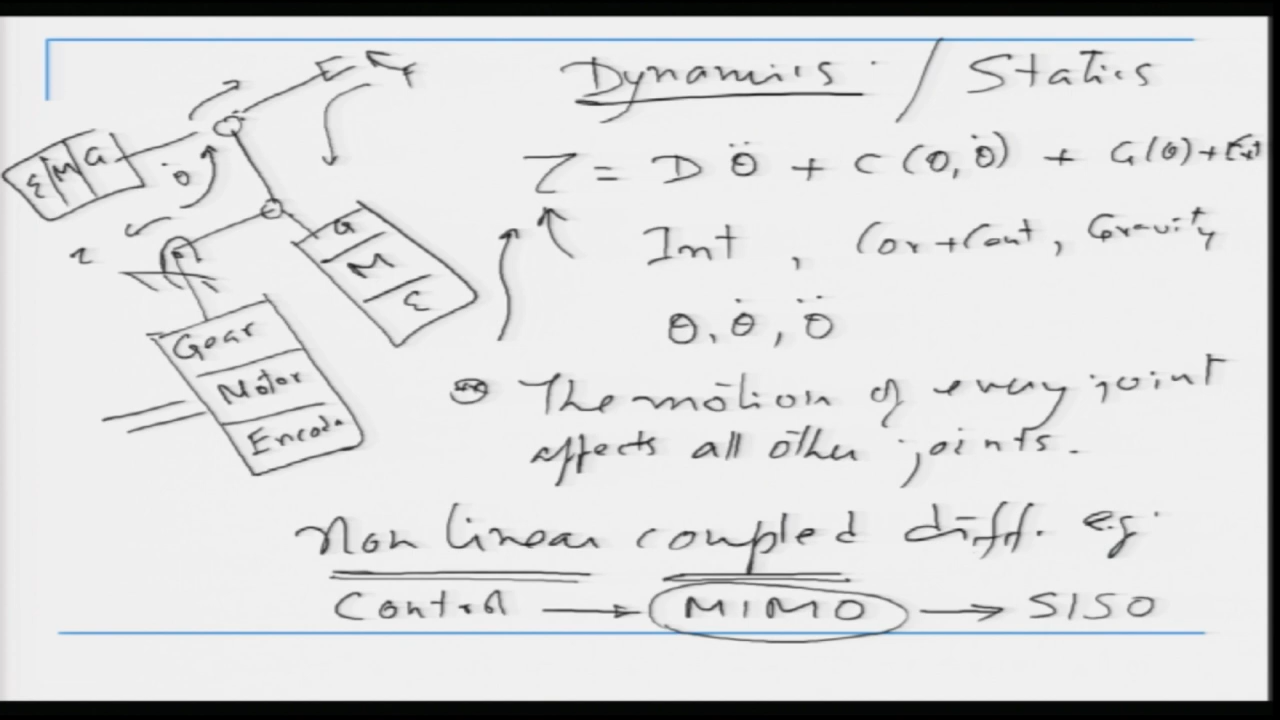 Dynamics / Statics
τ = D θ̈ + C (θ, θ̇) + G(θ) + Ext
Int , Cor + Cent , Gravity
θ, θ̇, θ̈
The motion of every joint
affects all other joints.
Non linear coupled diff. eq.
Control → MIMO → SISO
E M G
θ̇
τ
G
M
E
Gear
Motor
Encoder